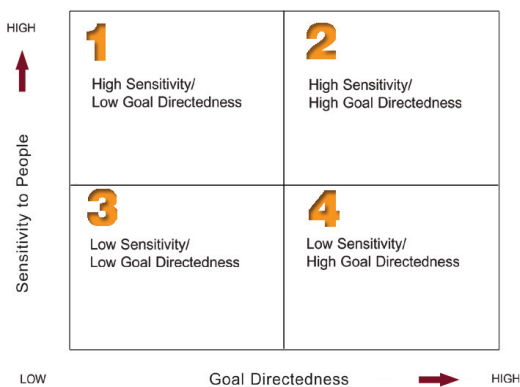 HIGH
1
High Sensitivity/
Low Goal Directedness
2
High Sensitivity/
High Goal Directedness
Sensitivity to People
3
Low Sensitivity/
Low Goal Directedness
4
Low Sensitivity/
High Goal Directedness
LOW
Goal Directedness
HIGH